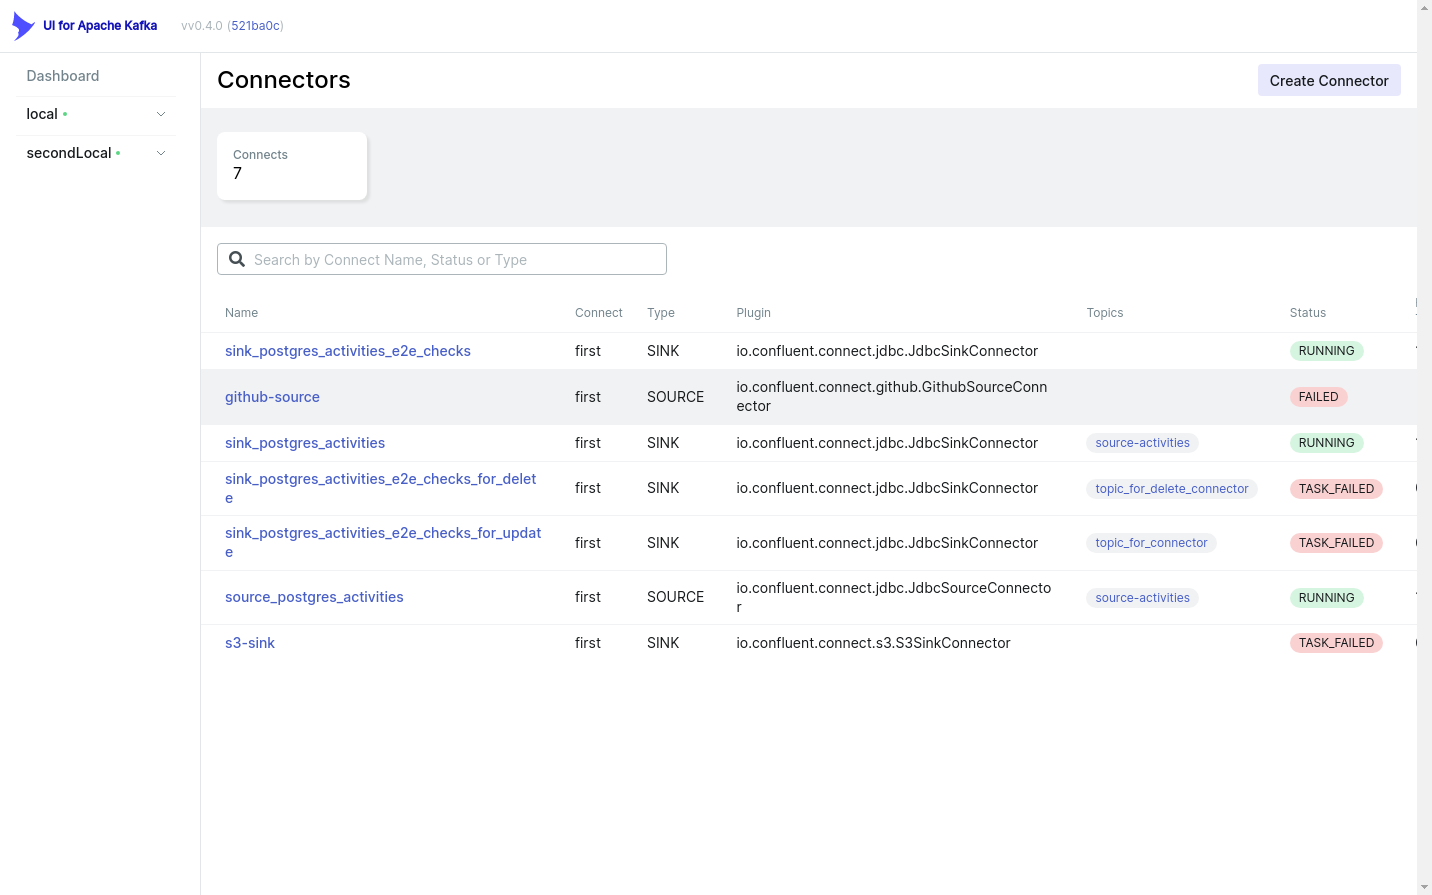 UI for Apache Kafka vv0.4.0 (521ba0c)
Dashboard
local
secondLocal
Connectors
Create Connector
Connects
7
Search by Connect Name, Status or Type
Name Connect Type Plugin Topics Status
sink_postgres_activities_e2e_checks first SINK io.confluent.connect.jdbc.JdbcSinkConnector RUNNING
github-source first SOURCE io.confluent.connect.github.GithubSourceConn
ector FAILED
sink_postgres_activities first SINK io.confluent.connect.jdbc.JdbcSinkConnector source-activities RUNNING
sink_postgres_activities_e2e_checks_for_delet
e first SINK io.confluent.connect.jdbc.JdbcSinkConnector topic_for_delete_connector TASK_FAILED
sink_postgres_activities_e2e_checks_for_updat
e first SINK io.confluent.connect.jdbc.JdbcSinkConnector topic_for_connector TASK_FAILED
source_postgres_activities first SOURCE io.confluent.connect.jdbc.JdbcSourceConnecto
r source-activities RUNNING
s3-sink first SINK io.confluent.connect.s3.S3SinkConnector TASK_FAILED